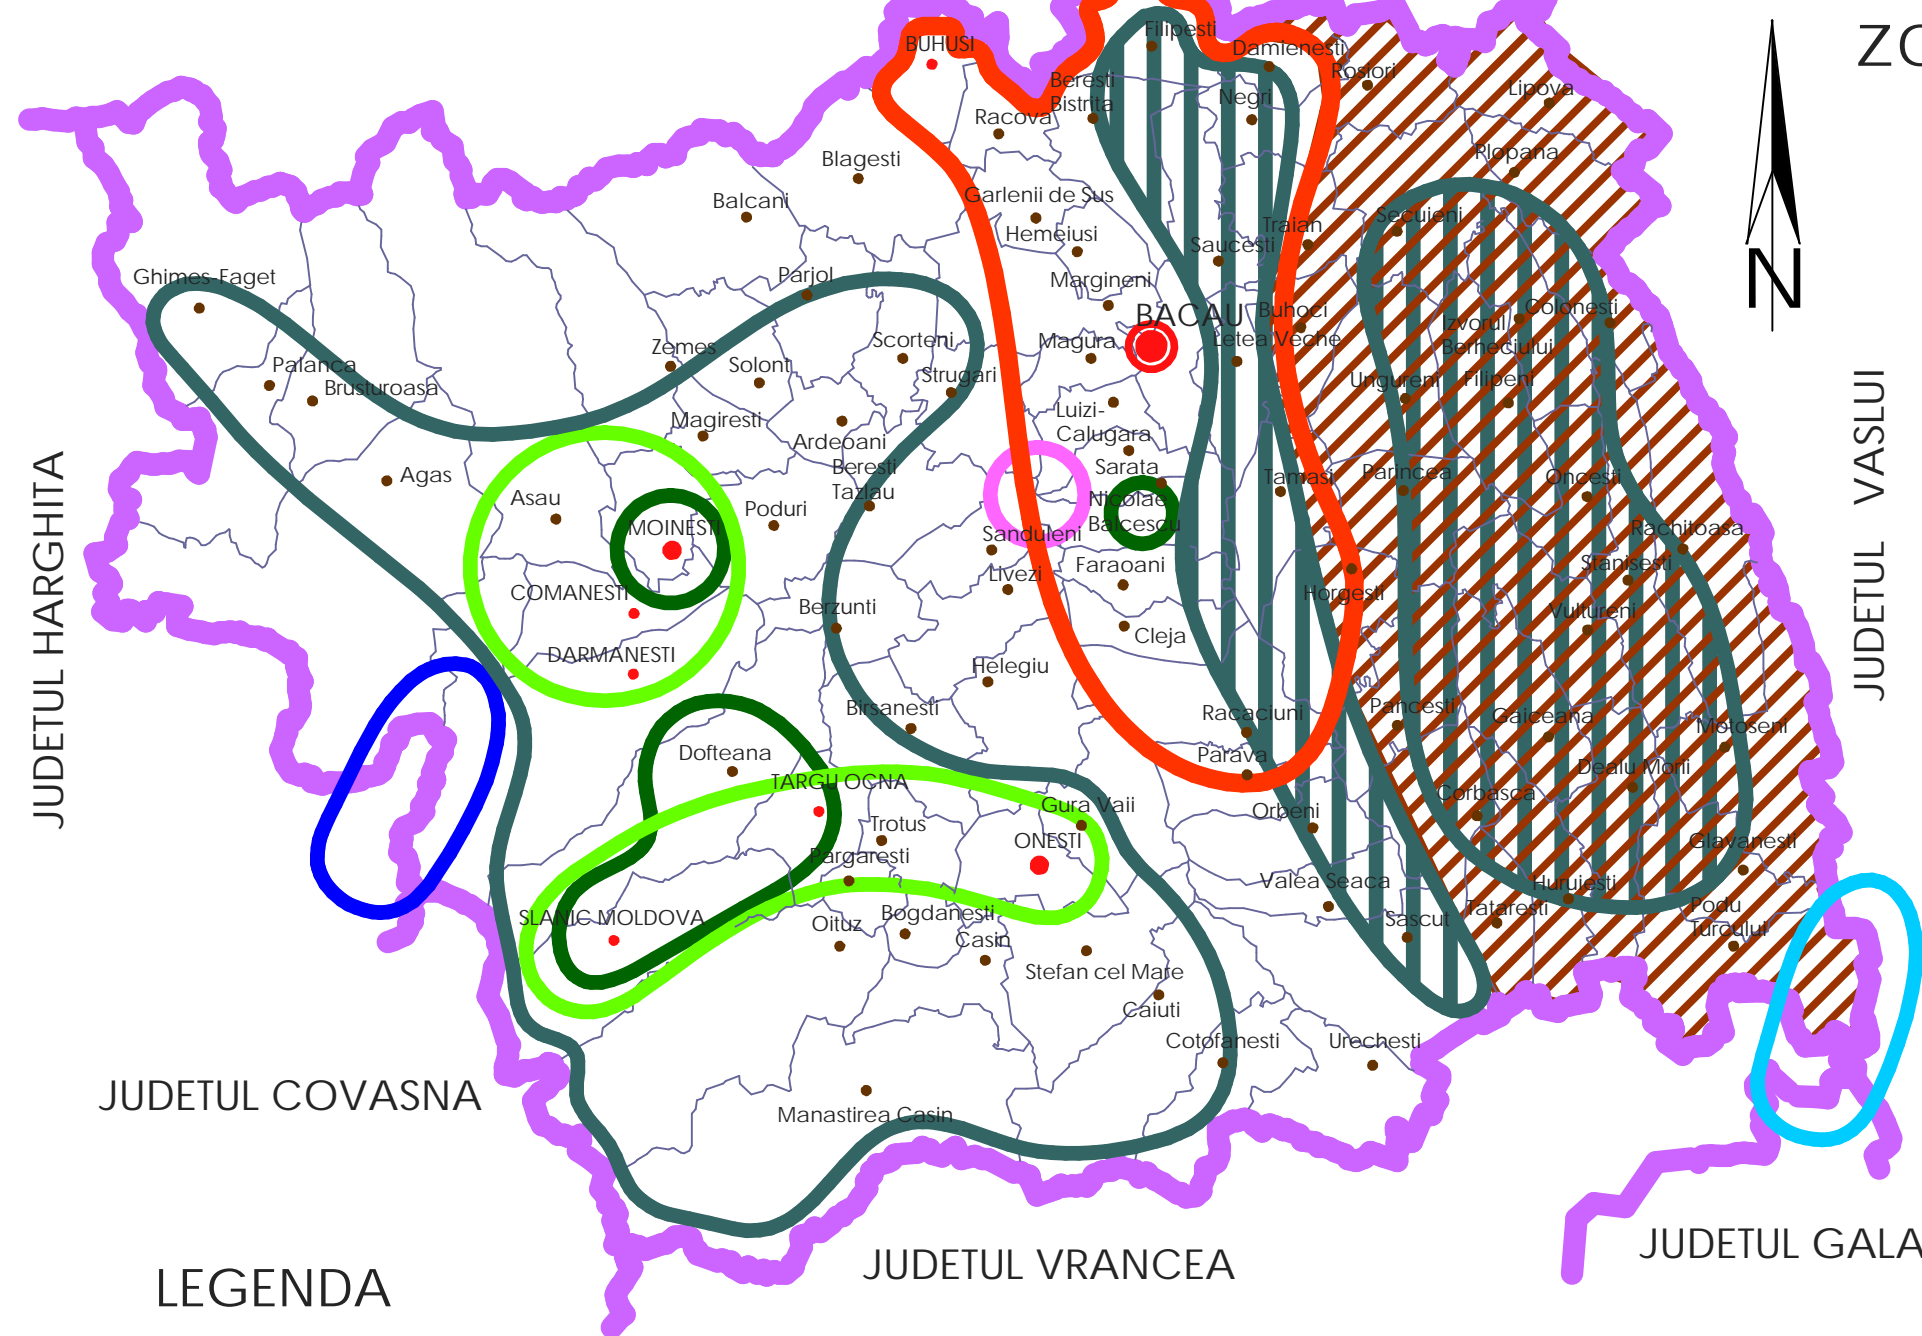 ZO
BUHUSI
Filipesti
Damienesti
Rosiori
Lipova
Beresti
Bistrita
Negri
Racova
Blagesti
Plopana
Balcani
Garlenii de Sus
Secuieni
Hemeiusi
Traian
Saucesti
Ghimes-Faget
Parjol
Margineni
N
BACAU
Buhoci
Colonesti
Izvorul
Berheciului
Zemes
Solont
Scorteni
Magura
Letea Veche
Palanca
Brusturoasa
Strugari
Ungureni
Filipeni
Magiresti
Ardeoani
Luizi-
Calugara
Agas
Beresti
Tazlau
Sarata
Tamasi
Parincea
Oncesti
Asau
Poduri
Nicolae
Balcescu
MOINESTI
Sanduleni
Rachitoasa
Livezi
Faraoani
Stanisesti
COMANESTI
Berzunti
Horgesti
Vultureni
Cleja
DARMANESTI
Helegiu
Birsanesti
Racaciuni
Pancesti
Gaiceana
Motoseni
Dofteana
Parava
Dealu Morii
TARGU OCNA
Gura Vaii
Orbeni
Corbasca
Trotus
ONESTI
Glavanesti
Pargaresti
Valea Seaca
Huruiesti
SLANIC MOLDOVA
Oituz
Bogdanesti
Sascut
Tataresti
Podu
Turcului
Casin
Stefan cel Mare
Caiuti
Cotofanesti
Urechesti
Manastirea Casin
JUDETUL HARGHITA
JUDETUL VASLUI
JUDETUL COVASNA
JUDETUL VRANCEA
JUDETUL GALA
LEGENDA